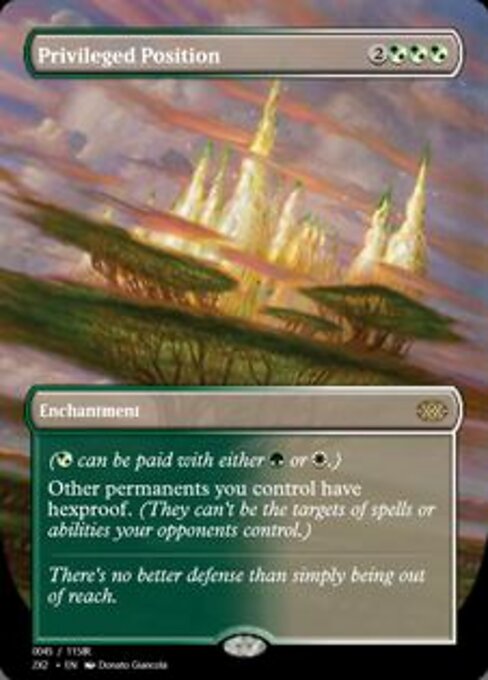 Privileged Position 2
Enchantment
( can be paid with either or .)
Other permanents you control have
hexproof. (They can't be the targets of spells or
abilities your opponents control.)
There's no better defense than simply being out
of reach.
0045 / 1158R
2X2 • EN Donato Giancola